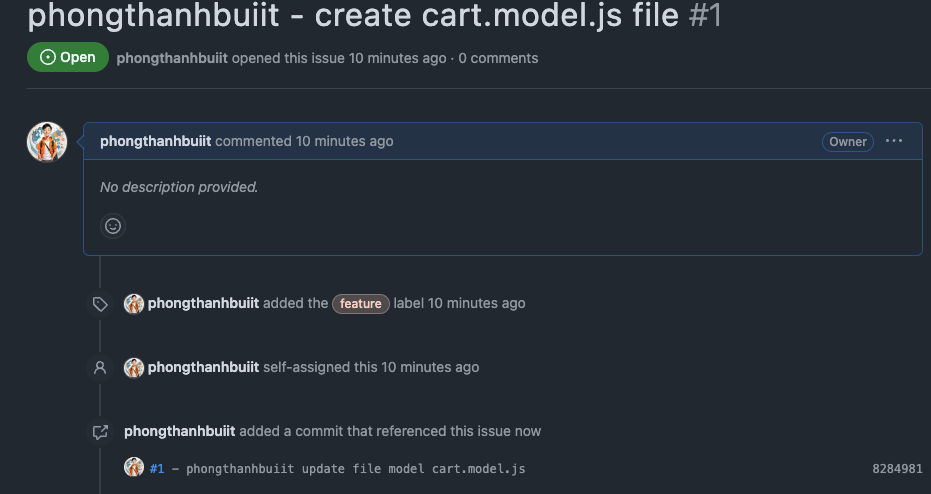 phongthanhbuiit - create cart.model.js file #1
Open phongthanhbuiit opened this issue 10 minutes ago · 0 comments
phongthanhbuiit commented 10 minutes ago Owner ···
No description provided.
phongthanhbuiit added the feature label 10 minutes ago
phongthanhbuiit self-assigned this 10 minutes ago
phongthanhbuiit added a commit that referenced this issue now
#1 – phongthanhbuiit update file model cart.model.js 8284981